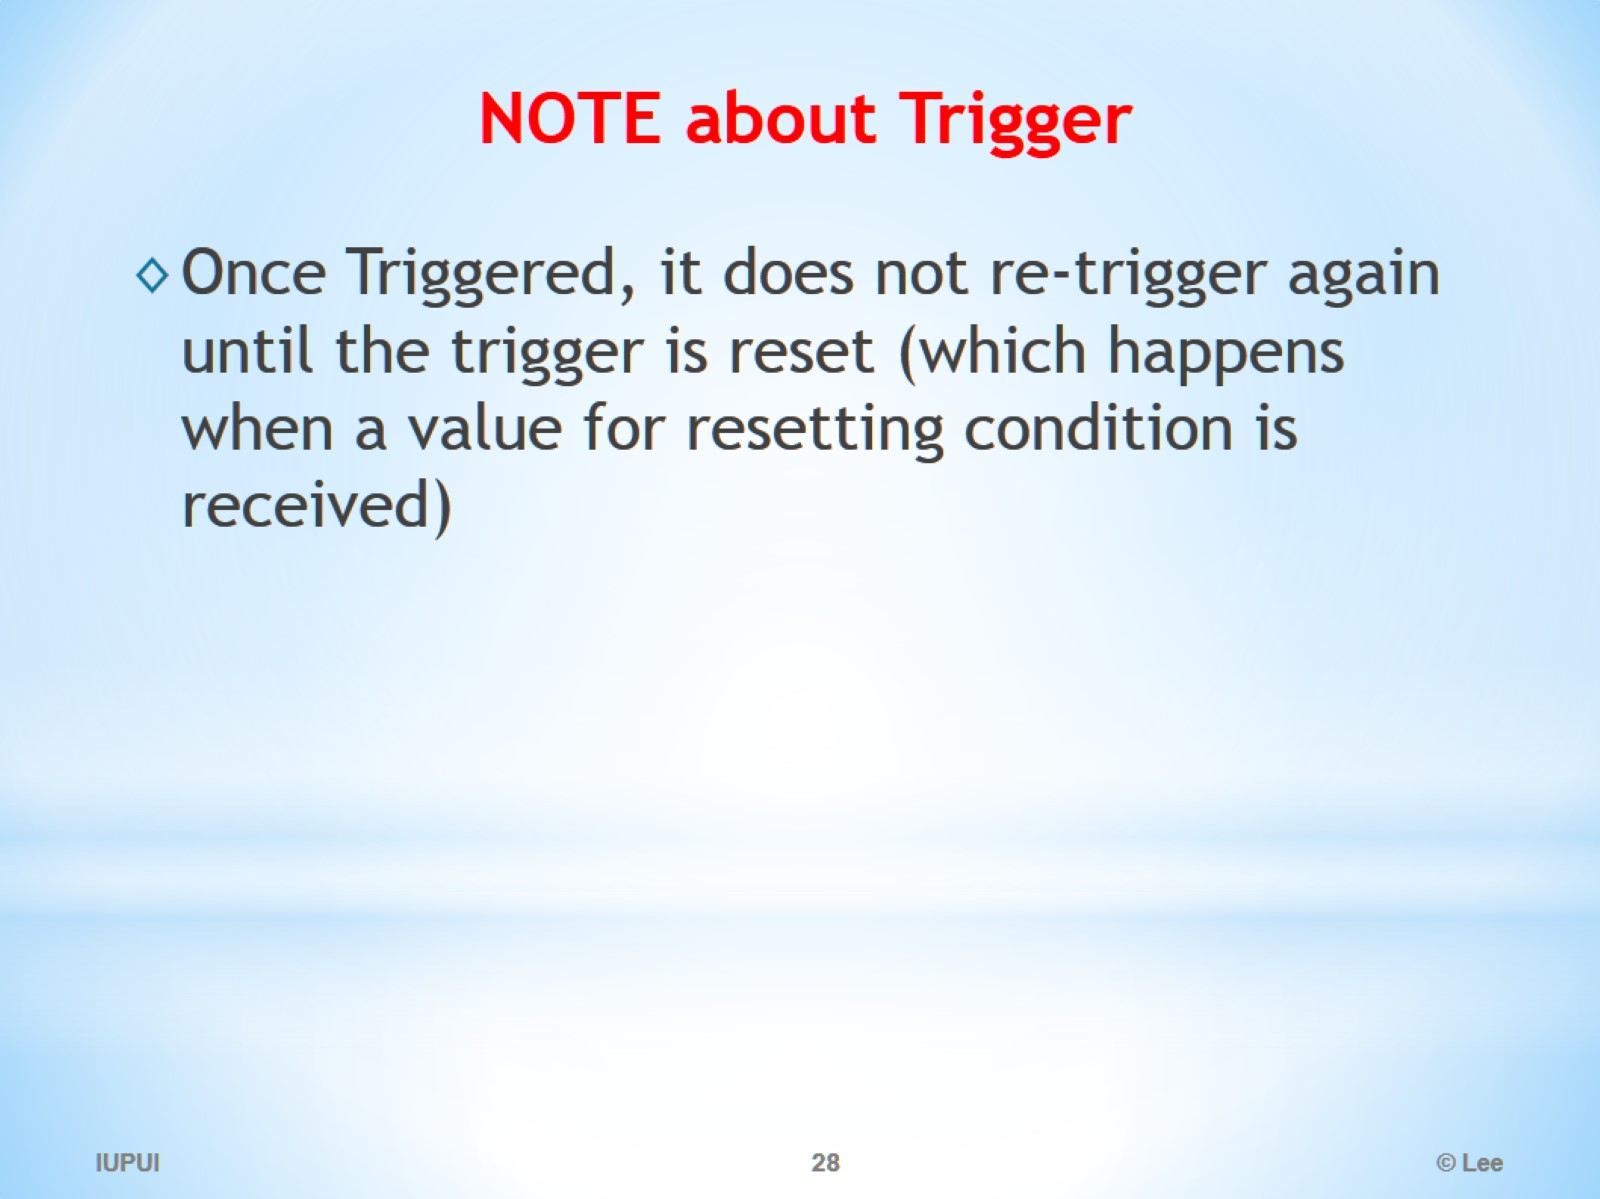 NOTE about Trigger
◇ Once Triggered, it does not re-trigger again
until the trigger is reset (which happens
when a value for resetting condition is
received)
IUPUI 28 © Lee